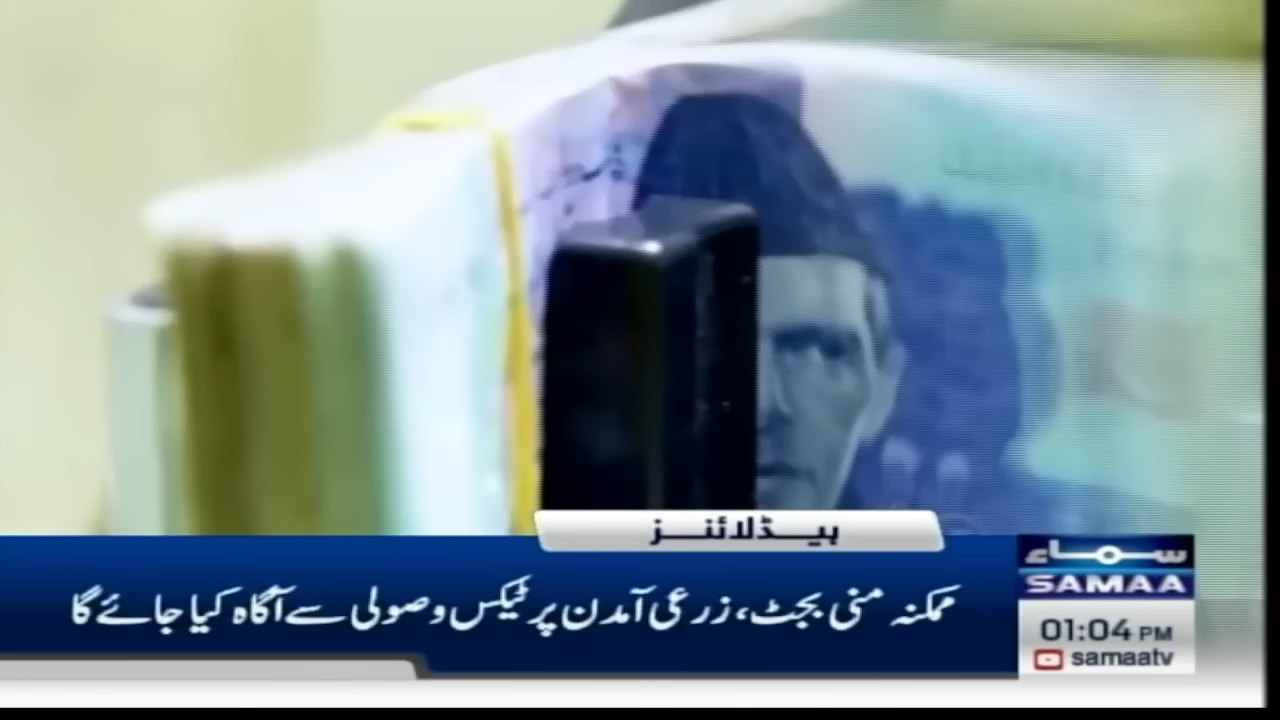 ہیڈلائنز
ممکنہ منی بجٹ، زرعی آمدن پر ٹیکس وصولی سے آگاہ کیا جائے گا
سماء
SAMAA
01:04 PM
samaatv